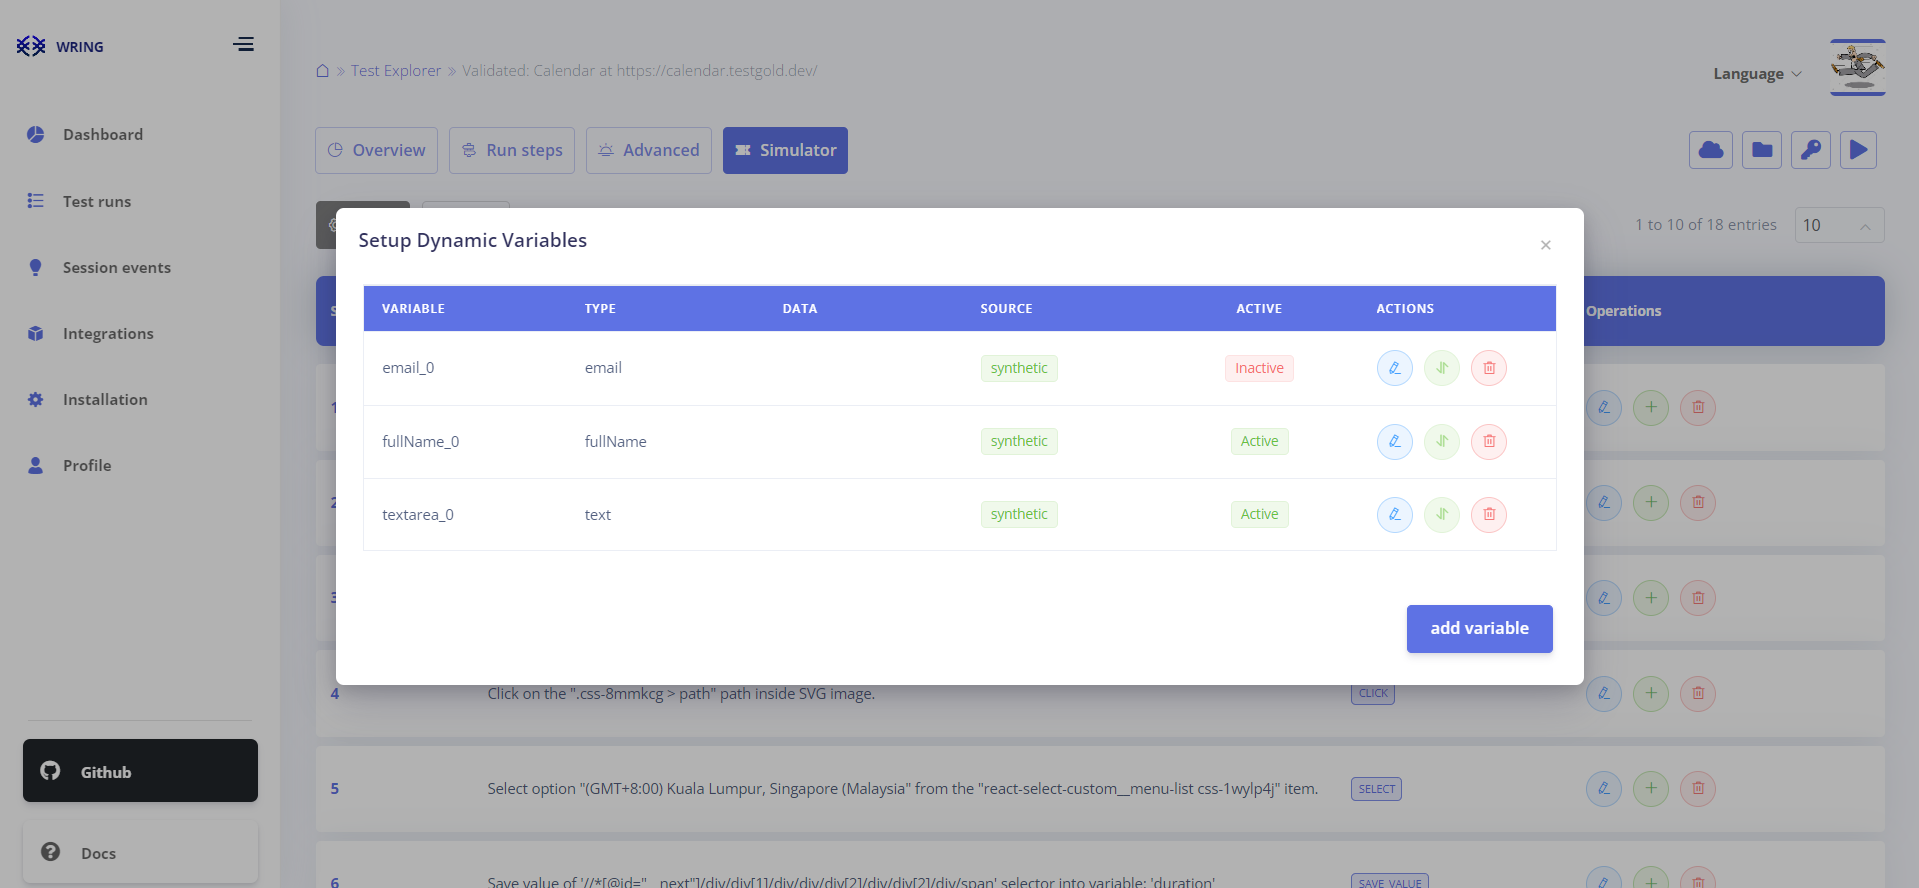 WRING
Test Explorer Validated: Calendar at https://calendar.testgold.dev/
Language
Dashboard
Test runs
Session events
Integrations
Installation
Profile
Github
Docs
Overview
Run steps
Advanced
Simulator
1 to 10 of 18 entries
10
Operations
Setup Dynamic Variables
VARIABLE TYPE DATA SOURCE ACTIVE ACTIONS
email_0 email synthetic Inactive
fullName_0 fullName synthetic Active
textarea_0 text synthetic Active
add variable
1
2
3
4 Click on the ".css-8mmkcg > path" path inside SVG image. CLICK
5 Select option "(GMT+8:00) Kuala Lumpur, Singapore (Malaysia" from the "react-select-custom__menu-list css-1wylp4j" item. SELECT
6 Save value of '//*[@id="__next"]/div/div[1]/div/div/div[2]/div/div[2]/div/span' selector into variable: 'duration' SAVE_VALUE